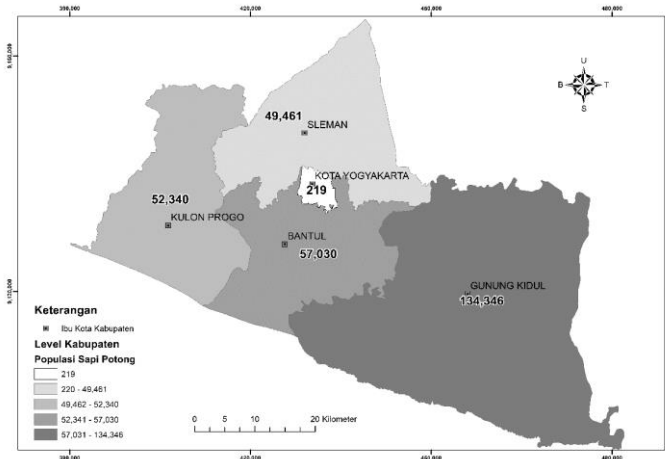 U
B T
S
49,461
SLEMAN
KOTA YOGYAKARTA
219
52,340
KULON PROGO
BANTUL
57,030
GUNUNG KIDUL
134,346
Keterangan
Ibu Kota Kabupaten
Level Kabupaten
Populasi Sapi Potong
219
220 - 49,461
49,462 - 52,340
52,341 - 57,030
57,031 - 134,346
0 5 10 20 Kilometer